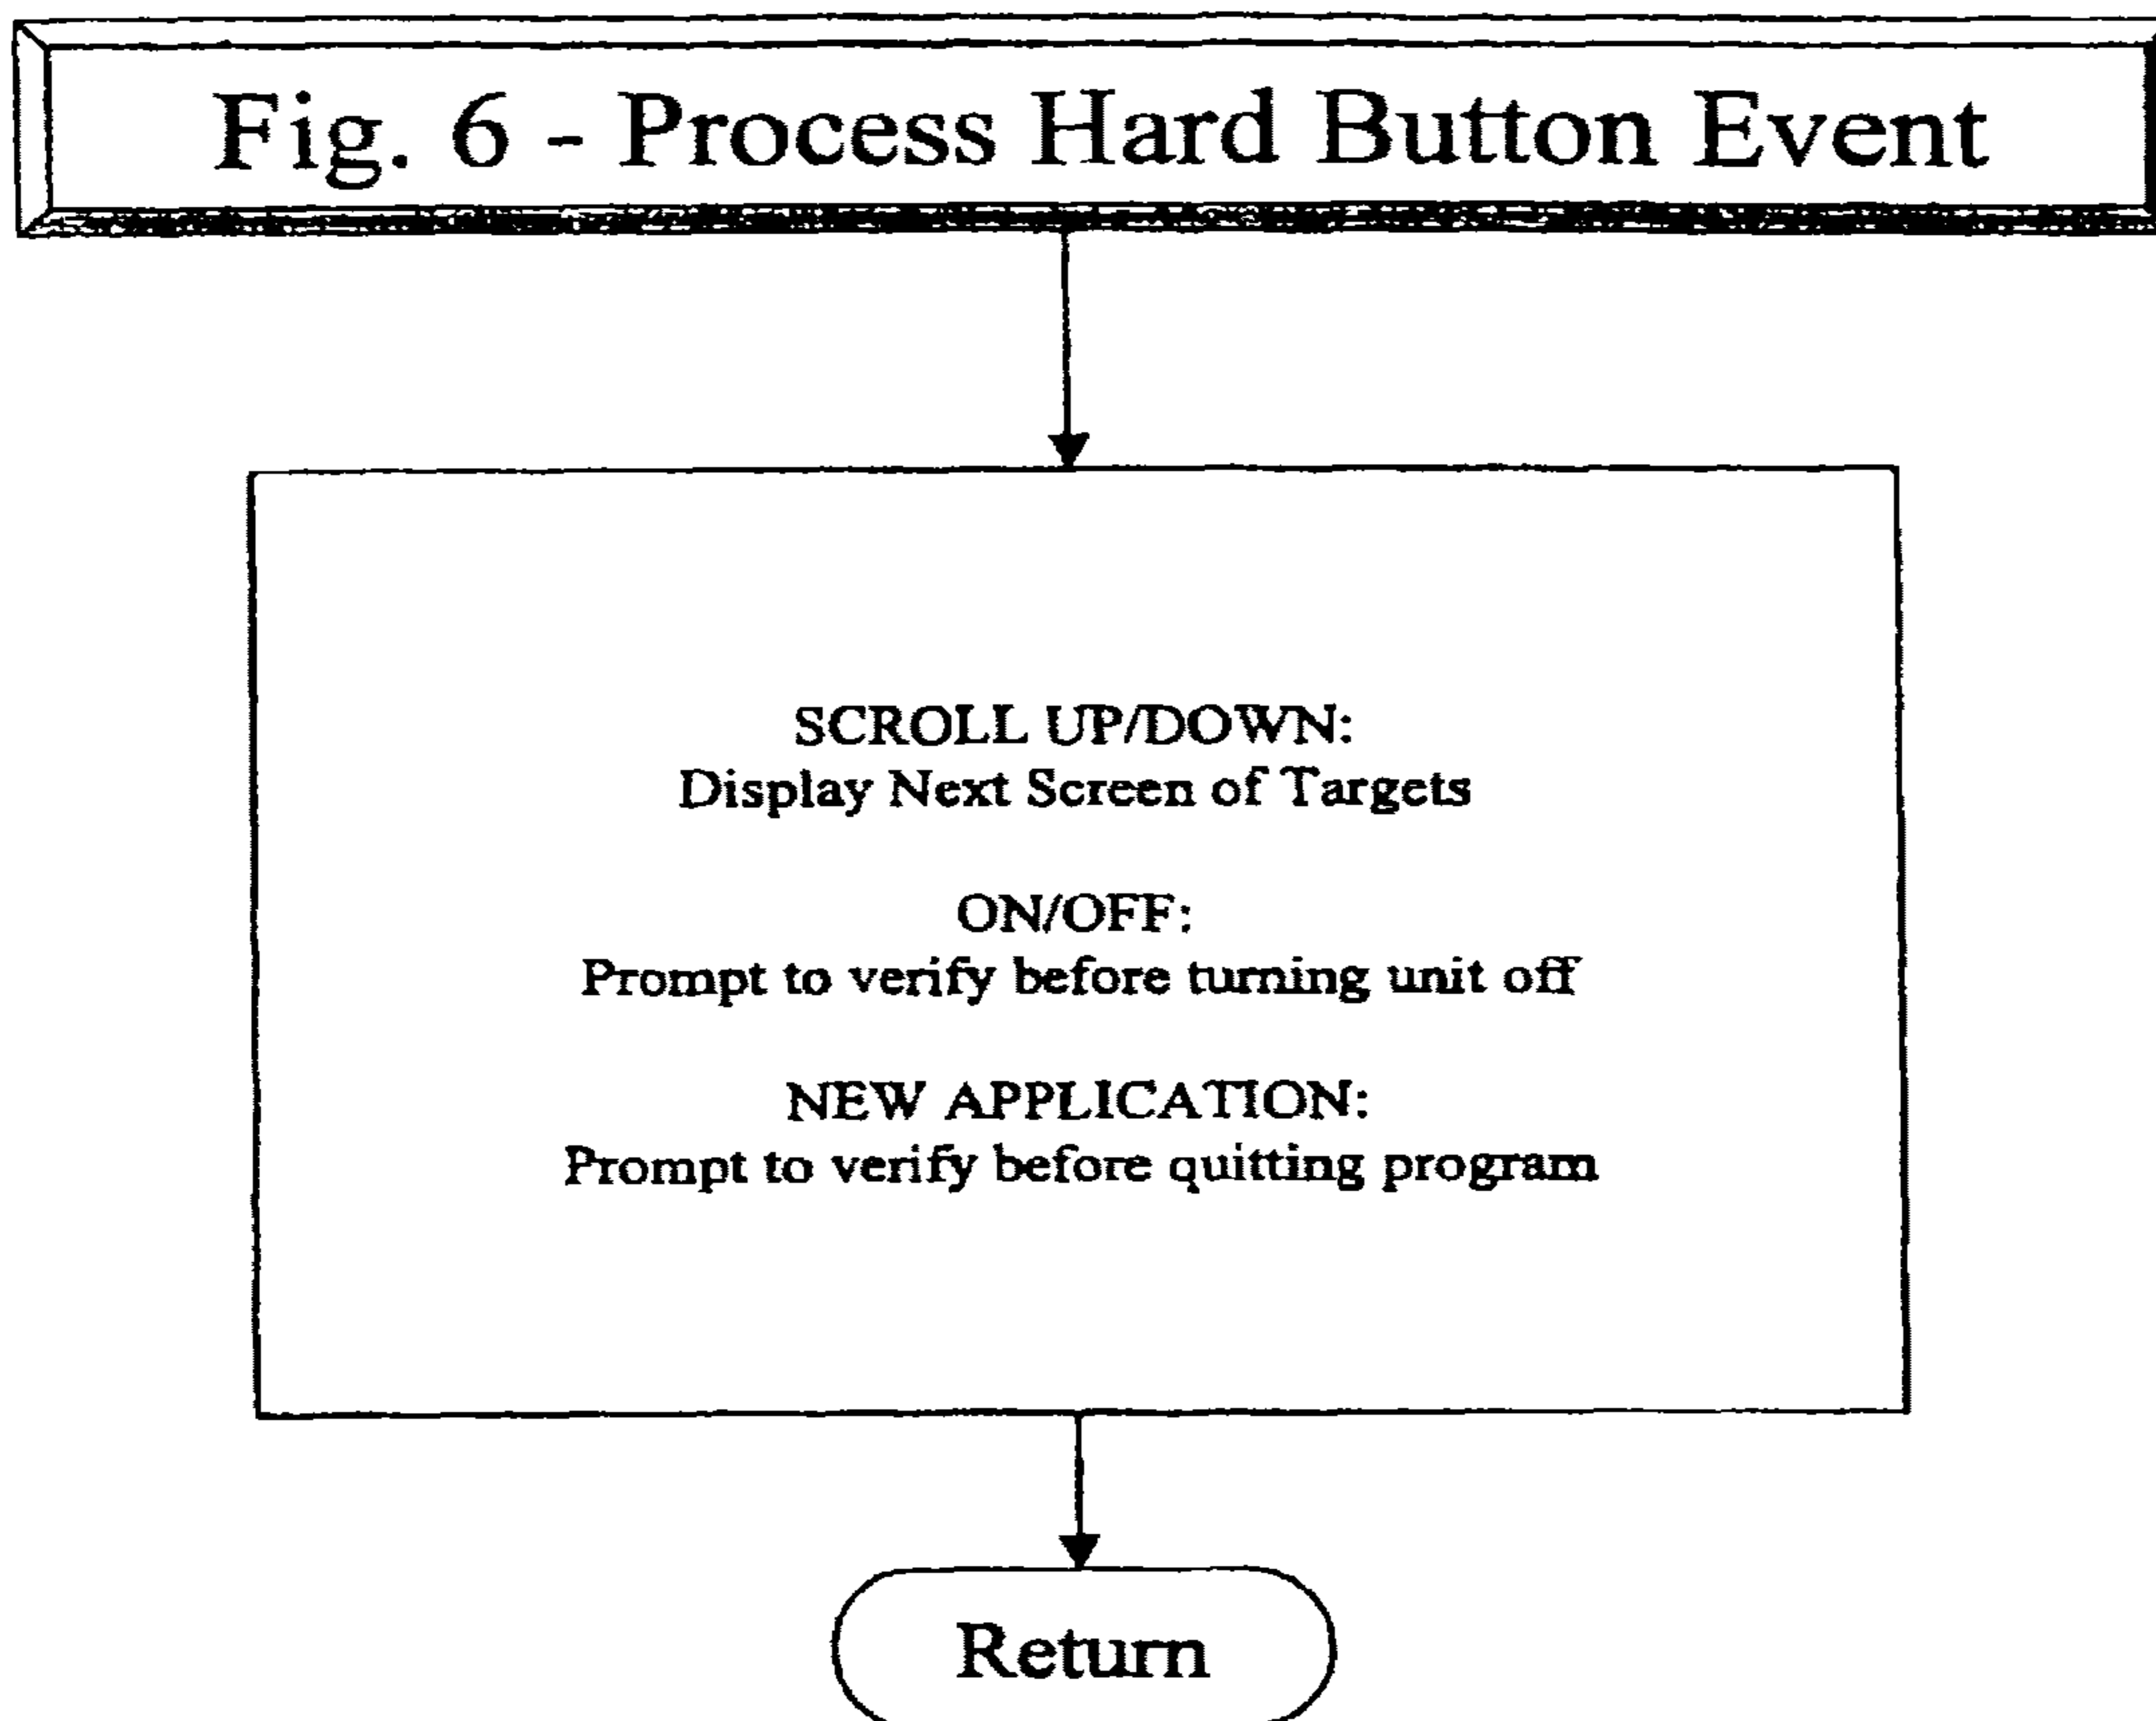 Fig. 6 - Process Hard Button Event
SCROLL UP/DOWN:
Display Next Screen of Targets
ON/OFF:
Prompt to verify before turning unit off
NEW APPLICATION:
Prompt to verify before quitting program
Return